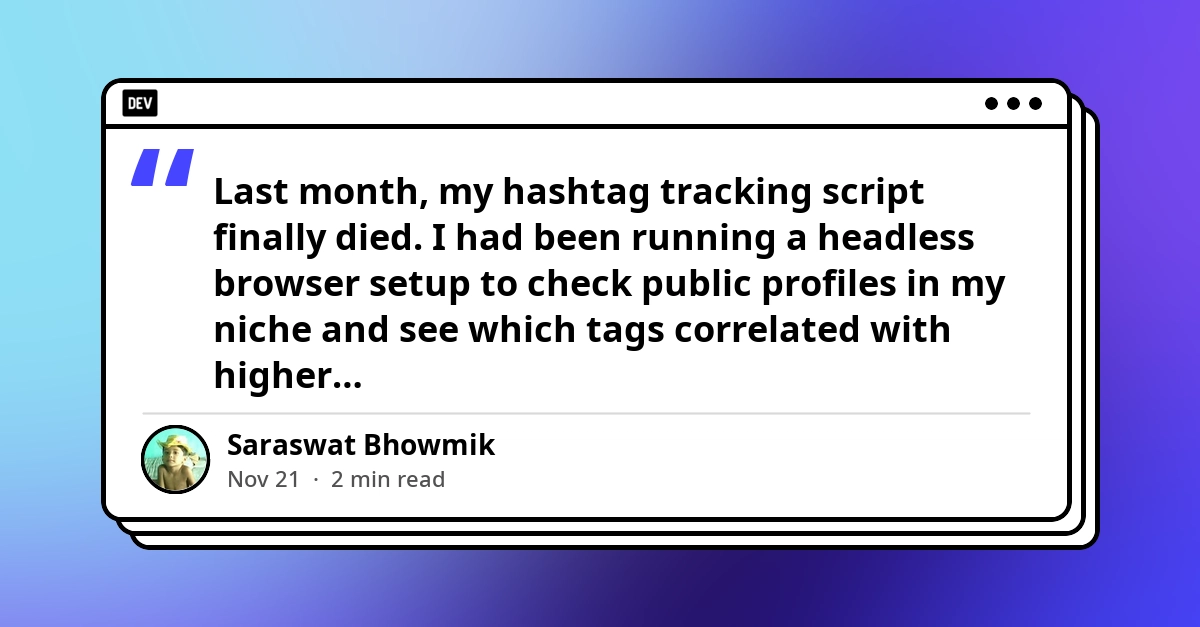 DEV
Last month, my hashtag tracking script
finally died. I had been running a headless
browser setup to check public profiles in my
niche and see which tags correlated with
higher...
Saraswat Bhowmik
Nov 21 · 2 min read